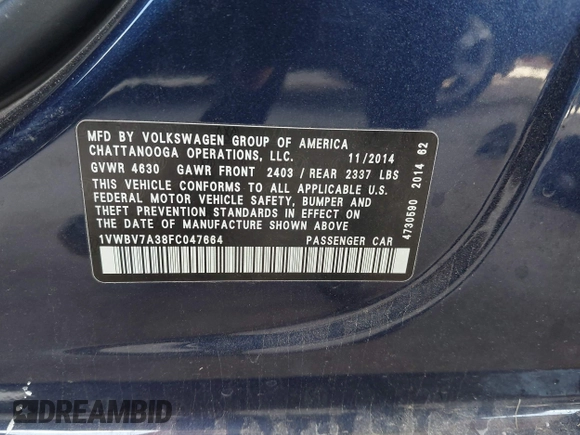 MFD BY VOLKSWAGEN GROUP OF AMERICA
CHATTANOOGA OPERATIONS, LLC. 11/2014
GVWR 4630 GAWR FRONT 2403 / REAR 2337 LBS
THIS VEHICLE CONFORMS TO ALL APPLICABLE U.S.
FEDERAL MOTOR VEHICLE SAFETY, BUMPER AND
THEFT PREVENTION STANDARDS IN EFFECT ON
THE DATE OF MANUFACTURE SHOWN ABOVE
1VWBV7A38FC047664 PASSENGER CAR
4730590 2014 62
DREAMBID